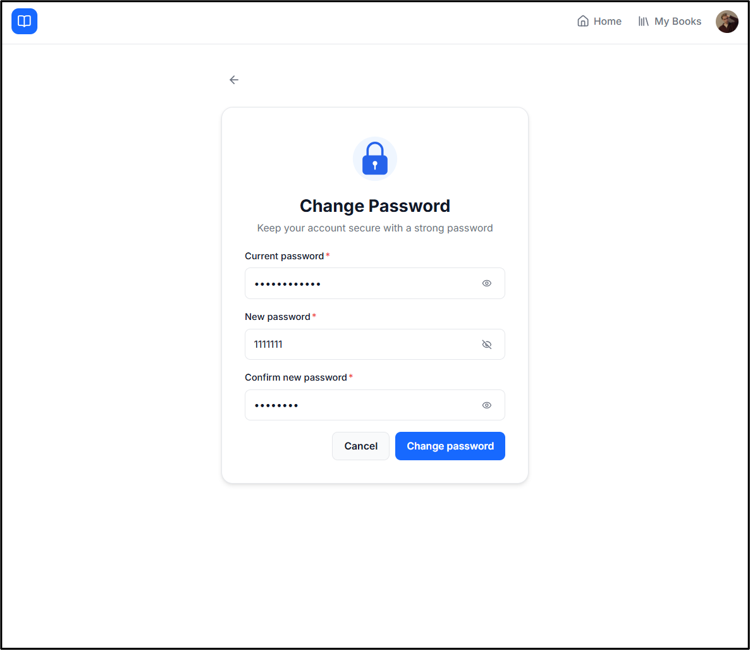 Home My Books
Change Password
Keep your account secure with a strong password
Current password*
••••••••••••
New password*
1111111
Confirm new password*
••••••••
Cancel Change password